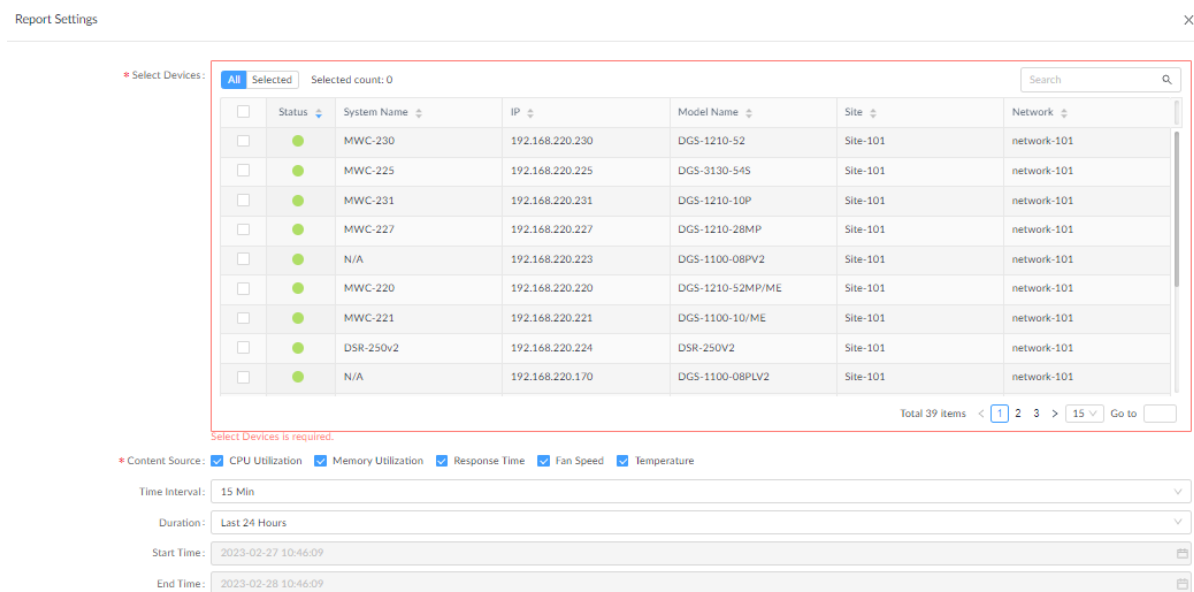 Report Settings
* Select Devices: All Selected Selected count: 0 Search
Status System Name IP Model Name Site Network
MWC-230 192.168.220.230 DGS-1210-52 Site-101 network-101
MWC-225 192.168.220.225 DGS-3130-54S Site-101 network-101
MWC-231 192.168.220.231 DGS-1210-10P Site-101 network-101
MWC-227 192.168.220.227 DGS-1210-28MP Site-101 network-101
N/A 192.168.220.223 DGS-1100-08PV2 Site-101 network-101
MWC-220 192.168.220.220 DGS-1210-52MP/ME Site-101 network-101
MWC-221 192.168.220.221 DGS-1100-10/ME Site-101 network-101
DSR-250v2 192.168.220.224 DSR-250V2 Site-101 network-101
N/A 192.168.220.170 DGS-1100-08PLV2 Site-101 network-101
Total 39 items < 1 2 3 > 15 Go to
Select Devices is required.
* Content Source: CPU Utilization Memory Utilization Response Time Fan Speed Temperature
Time Interval: 15 Min
Duration: Last 24 Hours
Start Time: 2023-02-27 10:46:09
End Time: 2023-02-28 10:46:09